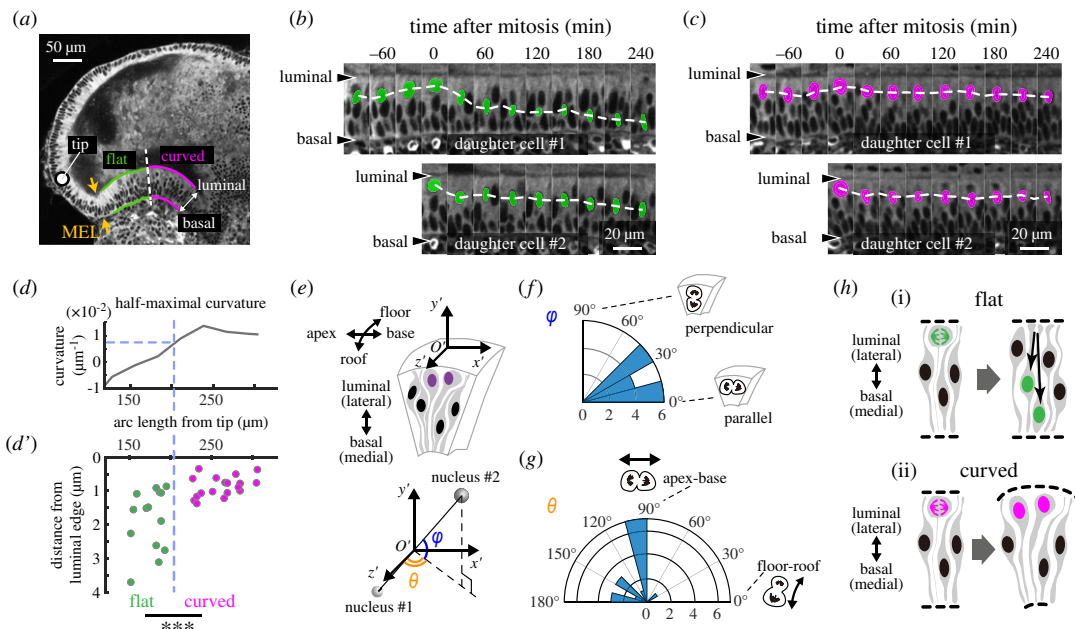 (a)
50 µm
tip
flat
curved
luminal
basal
MEL
(b)
time after mitosis (min)
−60 0 60 120 180 240
luminal
basal
daughter cell #1
luminal
basal
daughter cell #2
20 µm
(c)
time after mitosis (min)
−60 0 60 120 180 240
luminal
basal
daughter cell #1
luminal
basal
daughter cell #2
20 µm
(d)
(×10⁻²)
half-maximal curvature
curvature
(µm⁻¹)
1
0
−1
150 250
arc length from tip (µm)
(d’)
150 250
distance from
luminal edge (µm)
0
1
2
3
4
flat
curved
***
(e)
floor
apex base
roof
luminal
(lateral)
basal
(medial)
y'
O'
z'
x'
nucleus #2
y'
O'
φ
x'
z'
θ
nucleus #1
(f)
φ
90°
60°
30°
0°
0 2 4 6
perpendicular
parallel
(g)
θ
apex-base
90°
120° 60°
150° 30°
180° 0°
0 2 4 6
floor-roof
(h)
(i) flat
luminal
(lateral)
basal
(medial)
(ii) curved
luminal
(lateral)
basal
(medial)